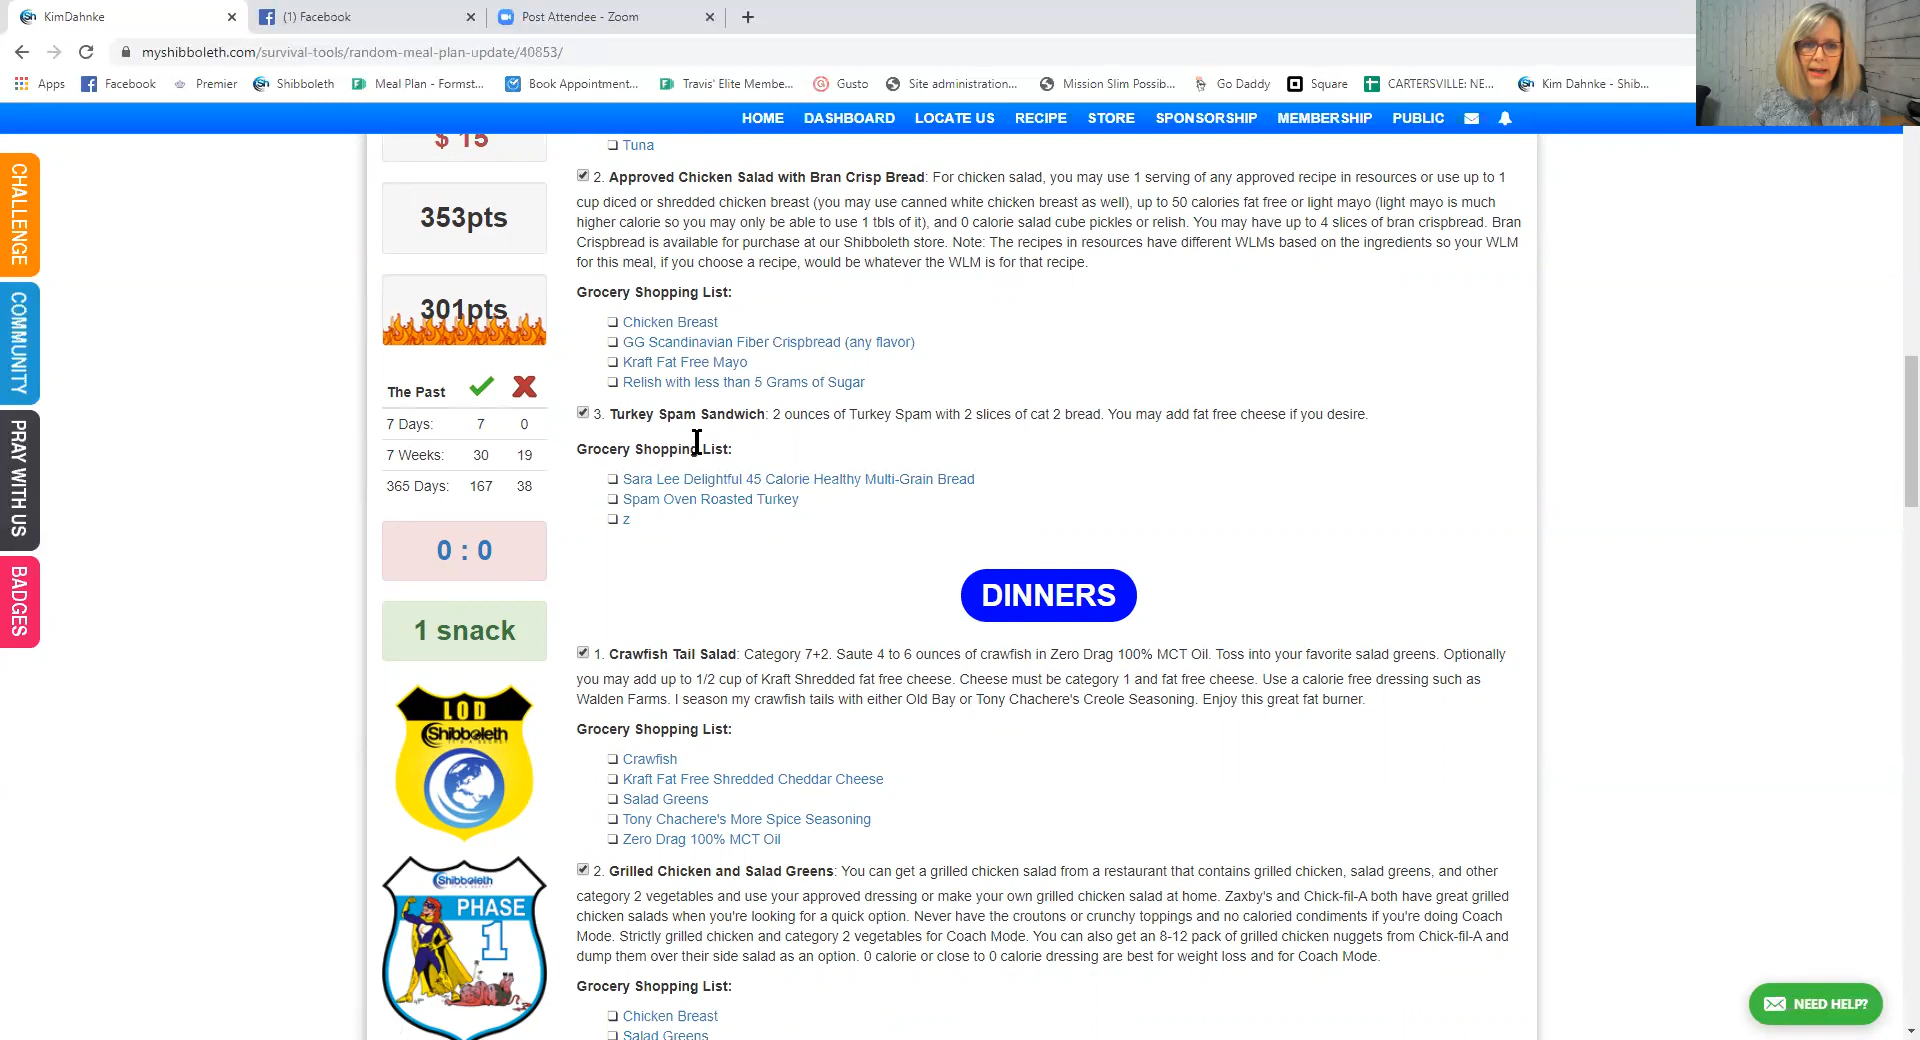 KimDahnke
(1) Facebook
Post Attendee - Zoom
myshibboleth.com/survival-tools/random-meal-plan-update/40853/
Apps
Facebook
Premier
Shibboleth
Meal Plan - Formst...
Book Appointment...
Travis' Elite Membe...
Gusto
Site administration...
Mission Slim Possib...
Go Daddy
Square
CARTERSVILLE: NE...
Kim Dahnke - Shib...
HOME DASHBOARD LOCATE US RECIPE STORE SPONSORSHIP MEMBERSHIP PUBLIC
CHALLENGE
COMMUNITY
PRAY WITH US
BADGES
$ 15
353pts
301pts
The Past
7 Days: 7 0
7 Weeks: 30 19
365 Days: 167 38
0 : 0
1 snack
LOD
Shibboleth
IT'S A SECRET
Shibboleth
PHASE
1
Tuna
2. Approved Chicken Salad with Bran Crisp Bread: For chicken salad, you may use 1 serving of any approved recipe in resources or use up to 1
cup diced or shredded chicken breast (you may use canned white chicken breast as well), up to 50 calories fat free or light mayo (light mayo is much
higher calorie so you may only be able to use 1 tbls of it), and 0 calorie salad cube pickles or relish. You may have up to 4 slices of bran crispbread. Bran
Crispbread is available for purchase at our Shibboleth store. Note: The recipes in resources have different WLMs based on the ingredients so your WLM
for this meal, if you choose a recipe, would be whatever the WLM is for that recipe.
Grocery Shopping List:
Chicken Breast
GG Scandinavian Fiber Crispbread (any flavor)
Kraft Fat Free Mayo
Relish with less than 5 Grams of Sugar
3. Turkey Spam Sandwich: 2 ounces of Turkey Spam with 2 slices of cat 2 bread. You may add fat free cheese if you desire.
Grocery Shopping List:
Sara Lee Delightful 45 Calorie Healthy Multi-Grain Bread
Spam Oven Roasted Turkey
z
DINNERS
1. Crawfish Tail Salad: Category 7+2. Saute 4 to 6 ounces of crawfish in Zero Drag 100% MCT Oil. Toss into your favorite salad greens. Optionally
you may add up to 1/2 cup of Kraft Shredded fat free cheese. Cheese must be category 1 and fat free cheese. Use a calorie free dressing such as
Walden Farms. I season my crawfish tails with either Old Bay or Tony Chachere's Creole Seasoning. Enjoy this great fat burner.
Grocery Shopping List:
Crawfish
Kraft Fat Free Shredded Cheddar Cheese
Salad Greens
Tony Chachere's More Spice Seasoning
Zero Drag 100% MCT Oil
2. Grilled Chicken and Salad Greens: You can get a grilled chicken salad from a restaurant that contains grilled chicken, salad greens, and other
category 2 vegetables and use your approved dressing or make your own grilled chicken salad at home. Zaxby's and Chick-fil-A both have great grilled
chicken salads when you're looking for a quick option. Never have the croutons or crunchy toppings and no caloried condiments if you're doing Coach
Mode. Strictly grilled chicken and category 2 vegetables for Coach Mode. You can also get an 8-12 pack of grilled chicken nuggets from Chick-fil-A and
dump them over their side salad as an option. 0 calorie or close to 0 calorie dressing are best for weight loss and for Coach Mode.
Grocery Shopping List:
Chicken Breast
Salad Greens
NEED HELP?